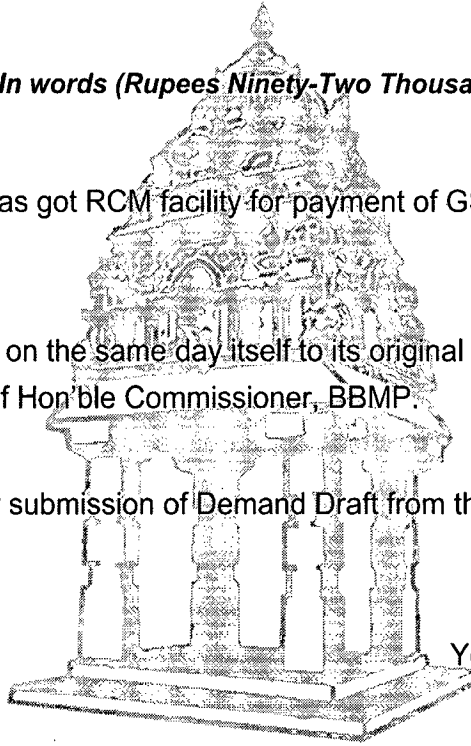 In words (Rupees Ninety-Two Thousa
as got RCM facility for payment of G
on the same day itself to its original
f Hon'ble Commissioner, BBMP.
submission of Demand Draft from th